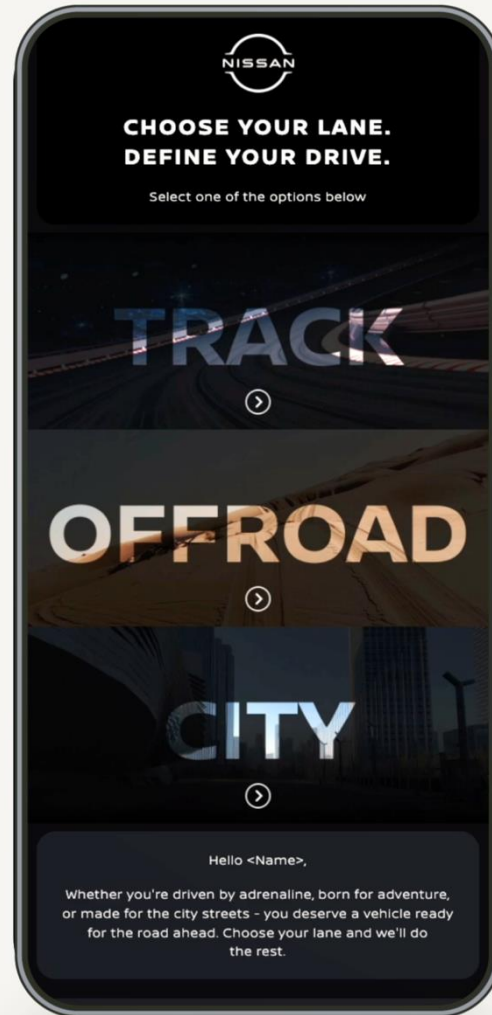 NISSAN
CHOOSE YOUR LANE.
DEFINE YOUR DRIVE.
Select one of the options below
TRACK
OFFROAD
CITY
Hello <Name>,
Whether you're driven by adrenaline, born for adventure,
or made for the city streets - you deserve a vehicle ready
for the road ahead. Choose your lane and we'll do
the rest.